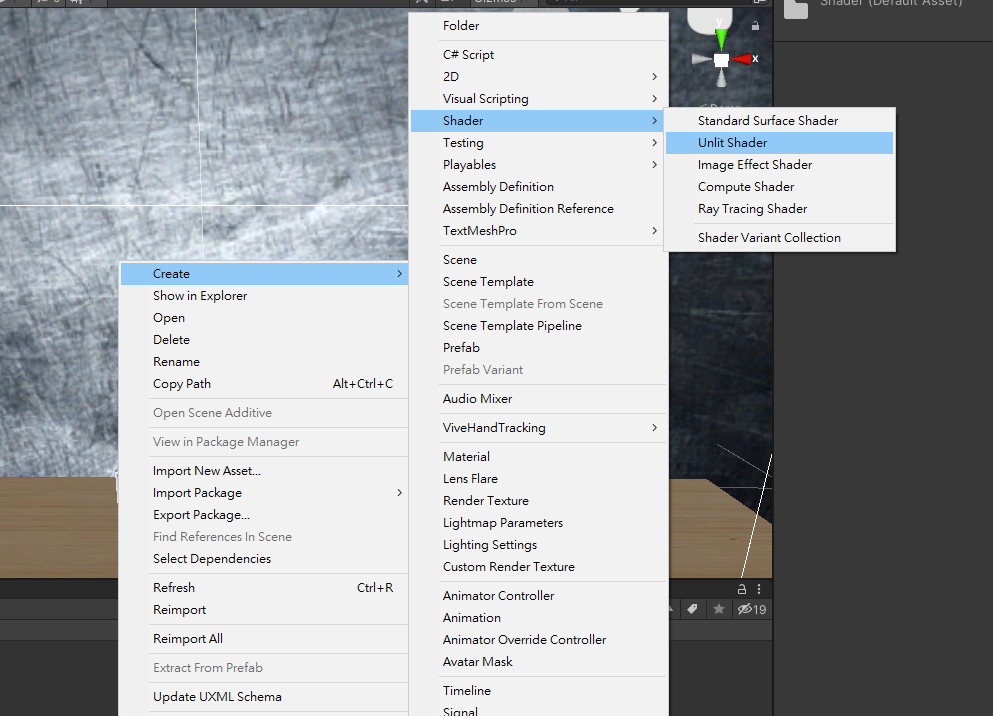 Gizmos
Shader (Default Asset)
Folder
C# Script
2D
Visual Scripting
Shader
Testing
Playables
Assembly Definition
Assembly Definition Reference
TextMeshPro
Scene
Scene Template
Scene Template From Scene
Scene Template Pipeline
Prefab
Prefab Variant
Audio Mixer
ViveHandTracking
Material
Lens Flare
Render Texture
Lightmap Parameters
Lighting Settings
Custom Render Texture
Animator Controller
Animation
Animator Override Controller
Avatar Mask
Timeline
Signal
y
x
Persp
Standard Surface Shader
Unlit Shader
Image Effect Shader
Compute Shader
Ray Tracing Shader
Shader Variant Collection
Create
Show in Explorer
Open
Delete
Rename
Copy Path Alt+Ctrl+C
Open Scene Additive
View in Package Manager
Import New Asset...
Import Package
Export Package...
Find References In Scene
Select Dependencies
Refresh Ctrl+R
Reimport
Reimport All
Extract From Prefab
Update UXML Schema
19